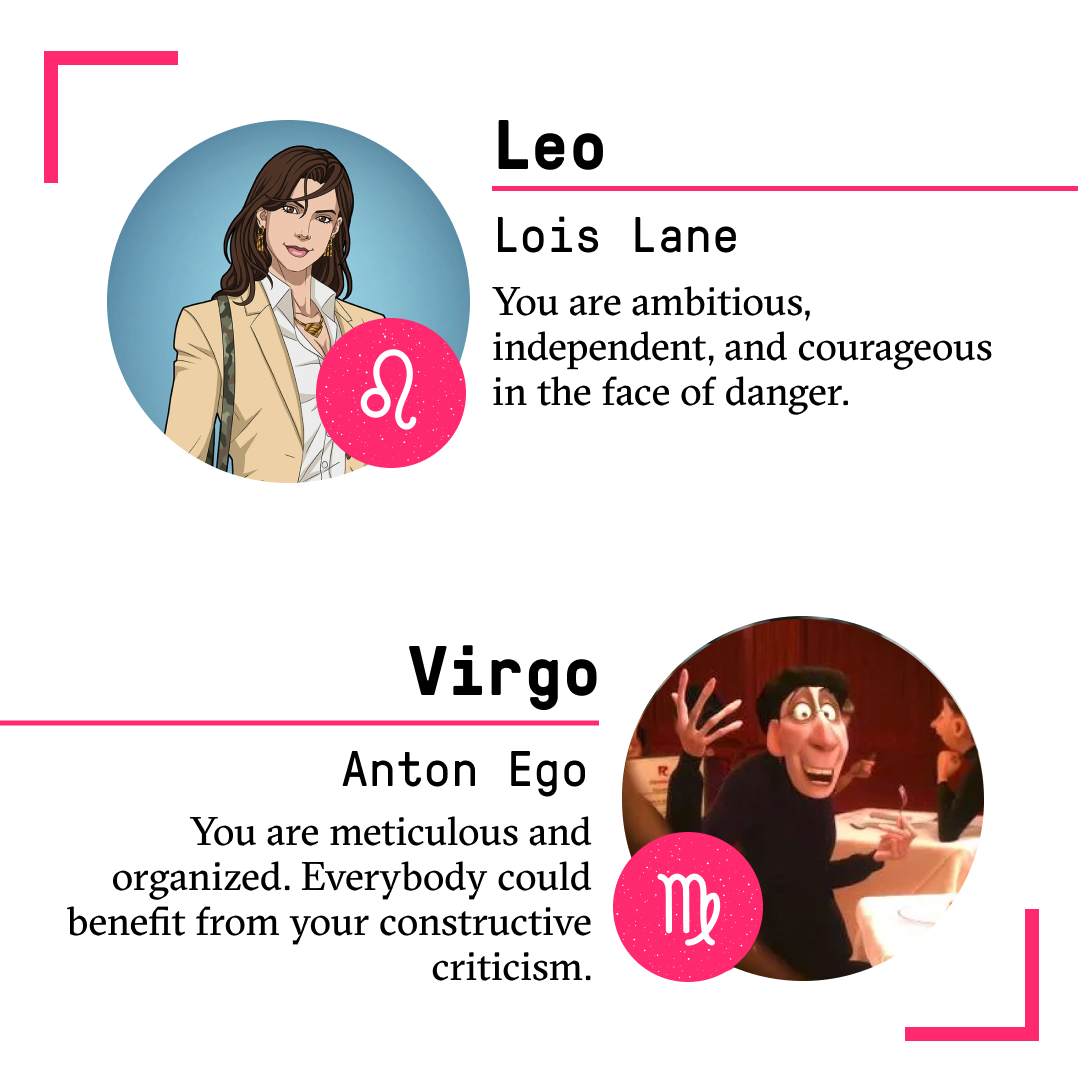 Leo
Lois Lane
You are ambitious,
independent, and courageous
in the face of danger.
Virgo
Anton Ego
You are meticulous and
organized. Everybody could
benefit from your constructive
criticism.